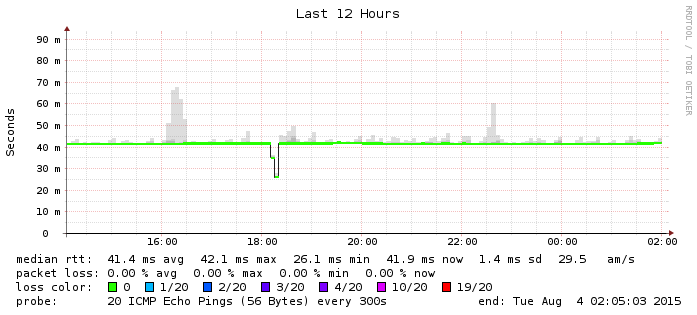 Last 12 Hours
RRDTOOL / TOBI OETIKER
Seconds
90 m
80 m
70 m
60 m
50 m
40 m
30 m
20 m
10 m
0
16:00 18:00 20:00 22:00 00:00 02:00
median rtt: 41.4 ms avg 42.1 ms max 26.1 ms min 41.9 ms now 1.4 ms sd 29.5 am/s
packet loss: 0.00 % avg 0.00 % max 0.00 % min 0.00 % now
loss color: 0 1/20 2/20 3/20 4/20 10/20 19/20
probe: 20 ICMP Echo Pings (56 Bytes) every 300s end: Tue Aug 4 02:05:03 2015